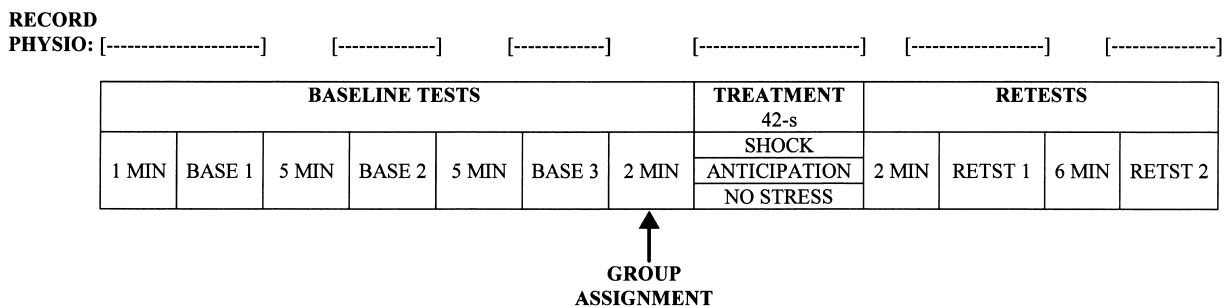 RECORD
PHYSIO: [-----------------------] [--------------] [-------------] [------------------------] [-------------------] [---------------]
BASELINE TESTS TREATMENT RETESTS
42-s
1 MIN BASE 1 5 MIN BASE 2 5 MIN BASE 3 2 MIN SHOCK ANTICIPATION NO STRESS 2 MIN RETST 1 6 MIN RETST 2
GROUP
ASSIGNMENT